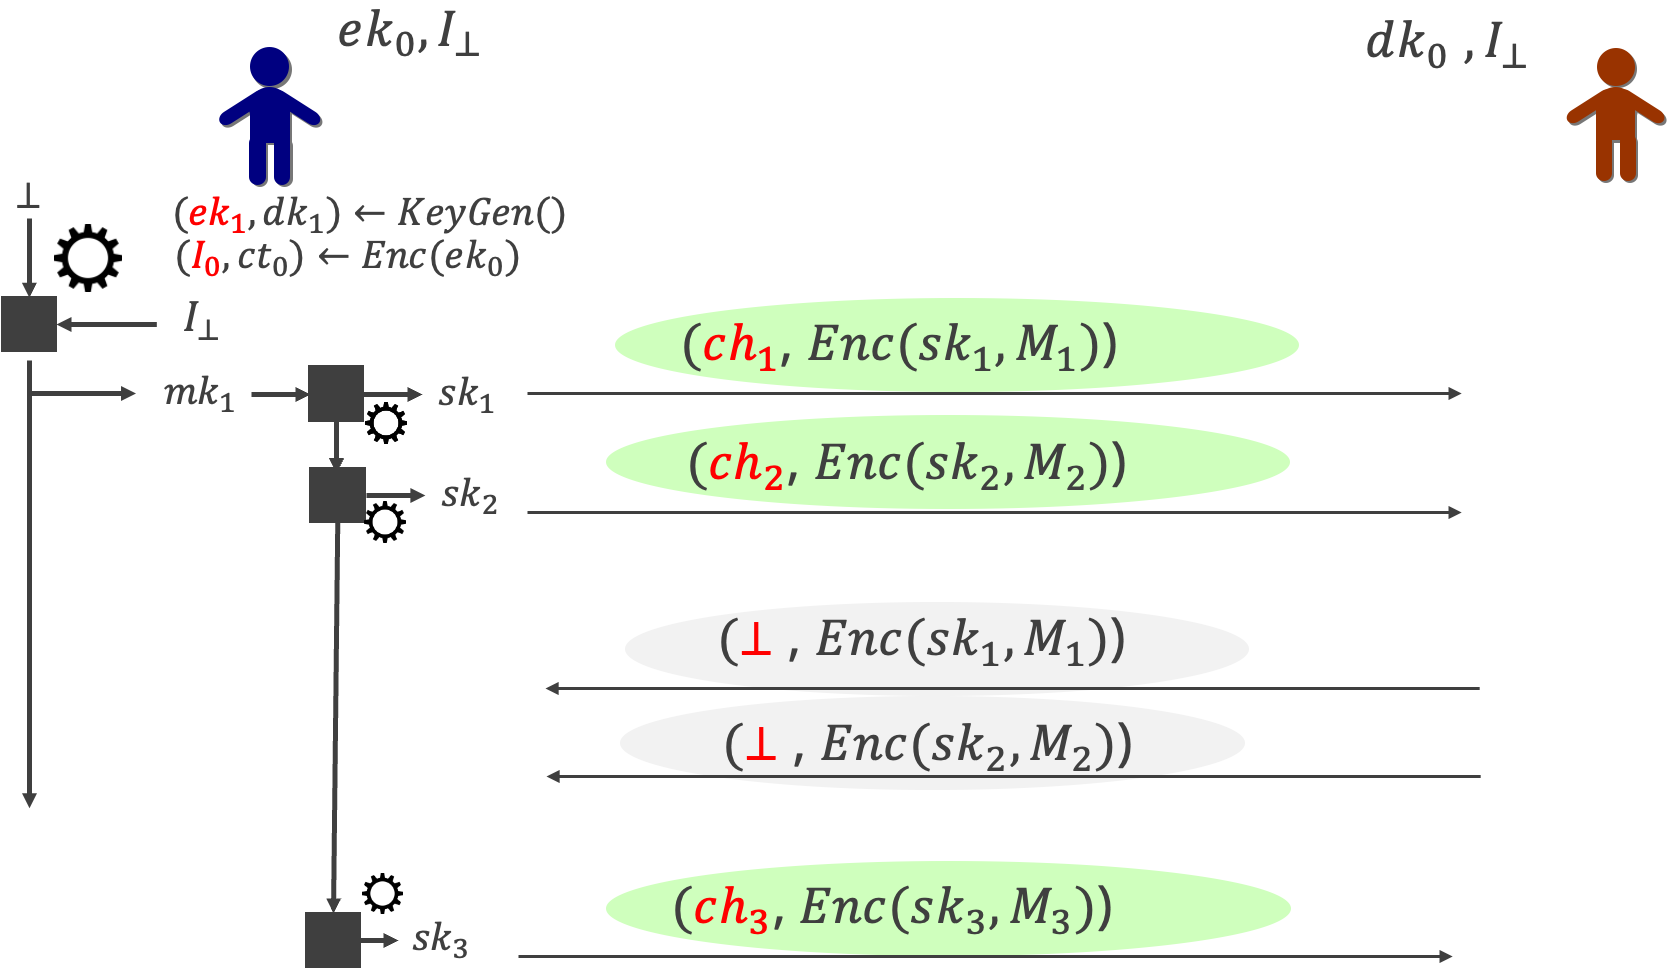 ek₀, I⊥
dk₀ , I⊥
⊥
(ek₁, dk₁) ← KeyGen()
(I₀, ct₀) ← Enc(ek₀)
I⊥
(ch₁, Enc(sk₁, M₁))
mk₁
sk₁
(ch₂, Enc(sk₂, M₂))
sk₂
(⊥ , Enc(sk₁, M₁))
(⊥ , Enc(sk₂, M₂))
(ch₃, Enc(sk₃, M₃))
sk₃